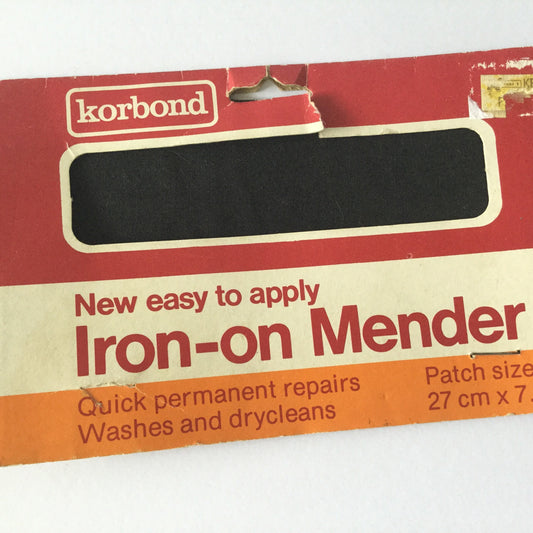 korbond
New easy to apply
Iron-on Mender
Quick permanent repairs
Washes and drycleans
Patch size
27 cm x 7.